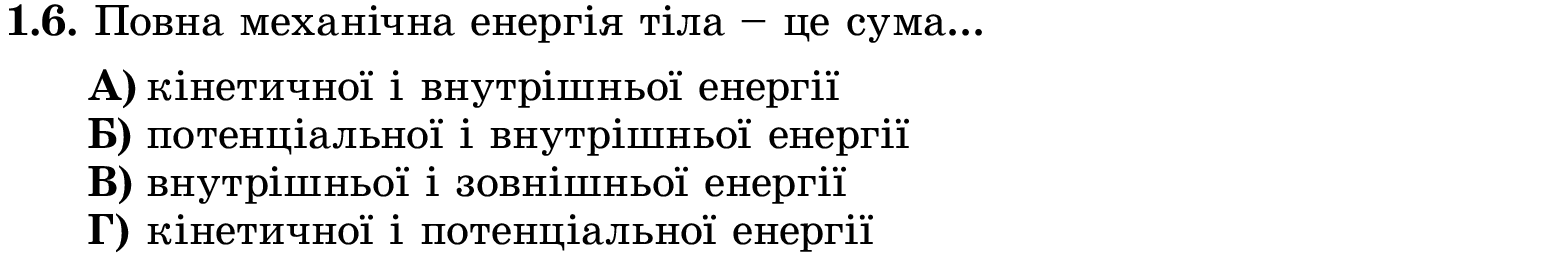 1.6. Повна механічна енергія тіла – це сума...
А) кінетичної і внутрішньої енергії
Б) потенціальної і внутрішньої енергії
В) внутрішньої і зовнішньої енергії
Г) кінетичної і потенціальної енергії